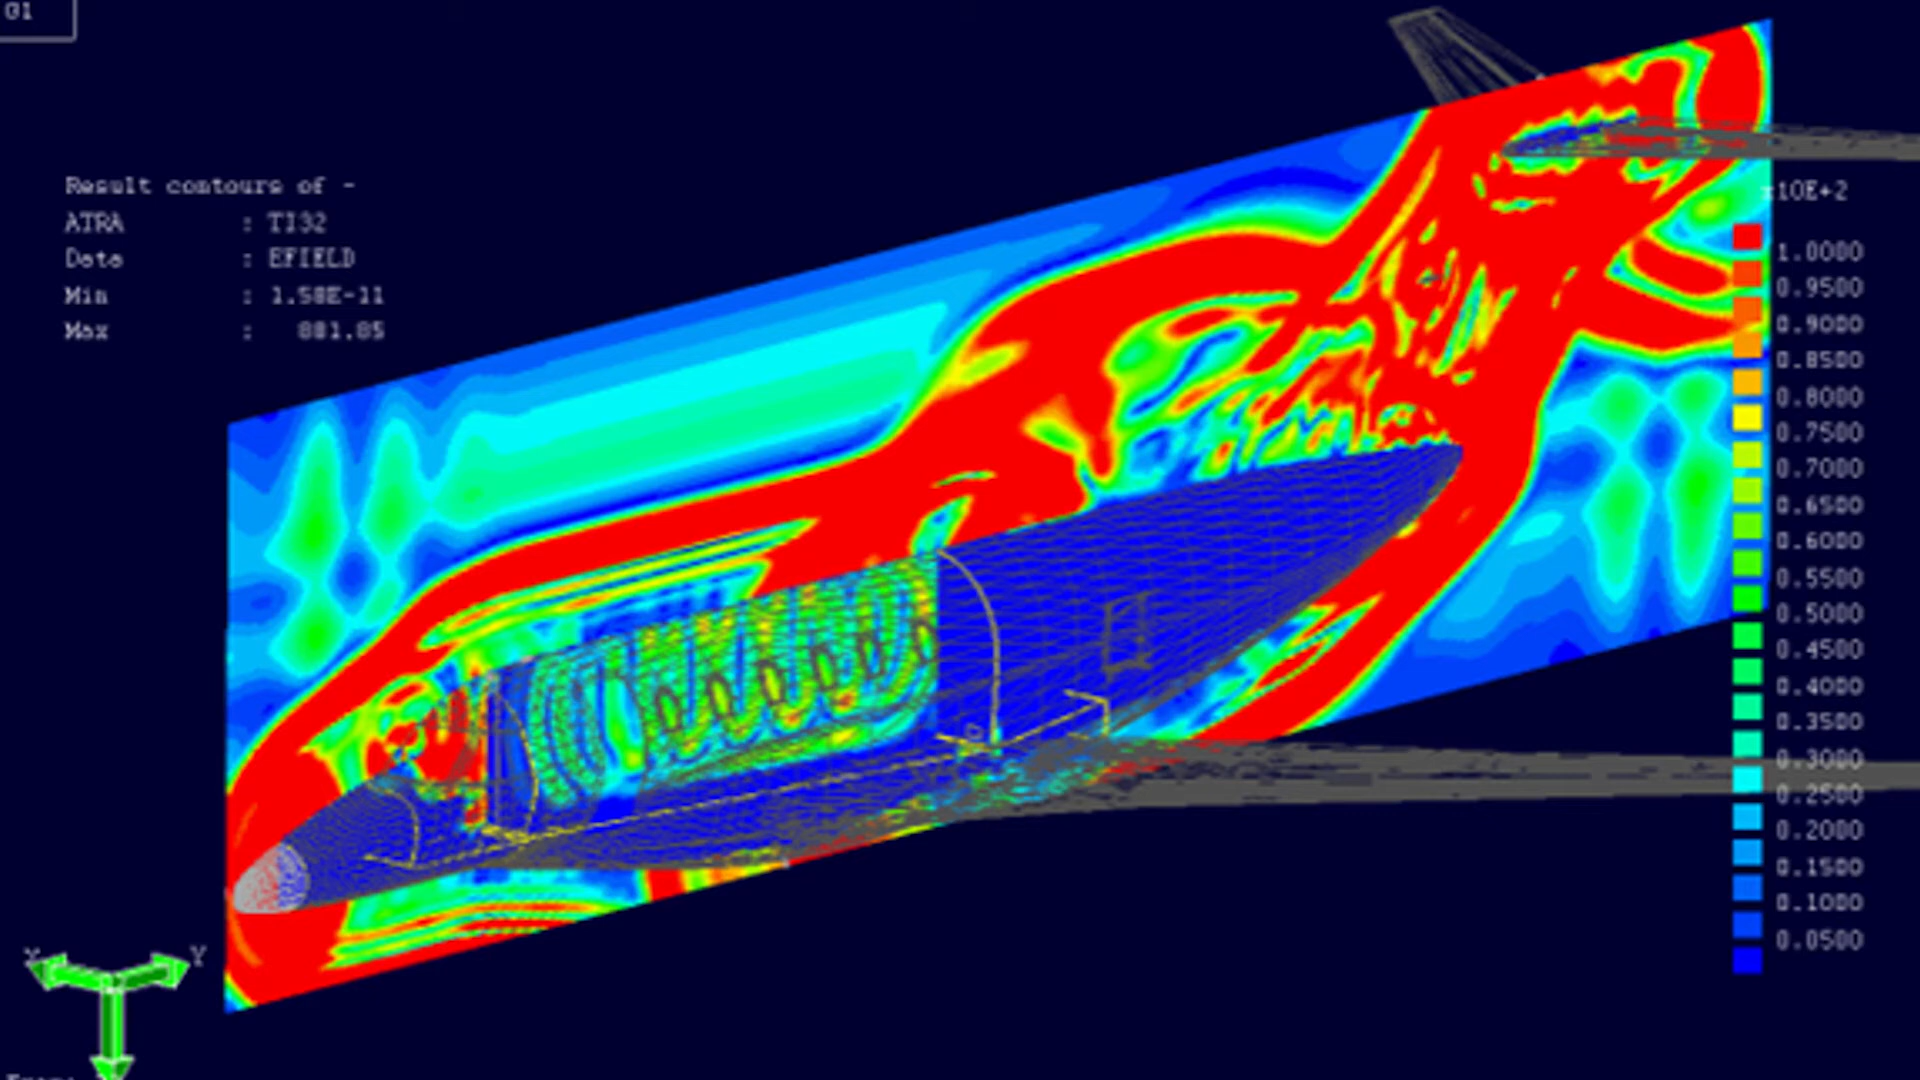 G1
Result contours of -
ATRA : TI32
Data : EFIELD
Min : 1.58E-11
Max : 881.85
x10E+2
1.0000
0.9500
0.9000
0.8500
0.8000
0.7500
0.7000
0.6500
0.6000
0.5500
0.5000
0.4500
0.4000
0.3500
0.3000
0.2500
0.2000
0.1500
0.1000
0.0500
X Y